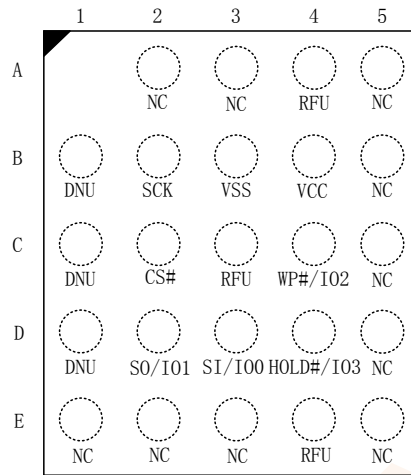 1 2 3 4 5
A
NC NC RFU NC
B
DNU SCK VSS VCC NC
C
DNU CS# RFU WP#/IO2 NC
D
DNU SO/IO1 SI/IO0 HOLD#/IO3 NC
E
NC NC NC RFU NC